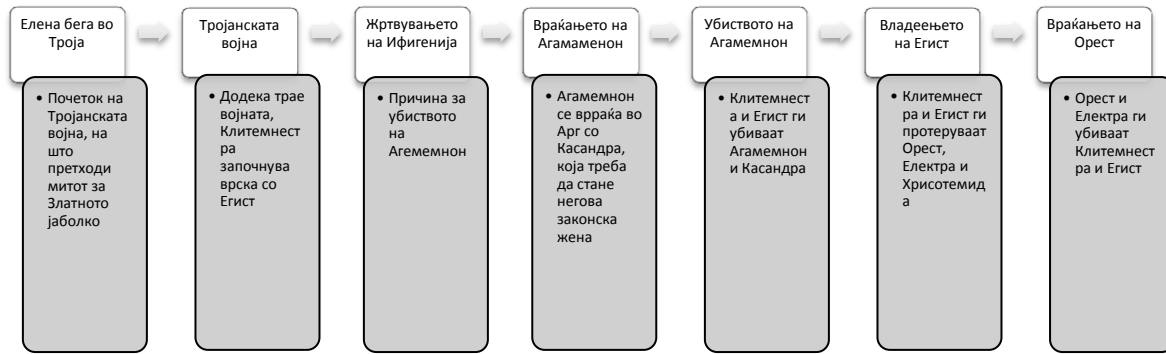 Елена бега во
Троја
• Почеток на
Тројанската
војна, на
што
претходи
митот за
Златното
јаболко
Тројанската
војна
• Додека трае
војната,
Клитемнест
ра
започнува
врска со
Егист
Жртвувањето
на Ифигенија
• Причина за
убиството
на
Агемемнон
Враќањето на
Агамаменон
• Агамемнон
се врраќа во
Арг со
Касандра,
која треба
да стане
негова
законска
жена
Убиството на
Агамемнон
• Клитемнест
ра и Егист ги
убиваат
Агамемнон
и Касандра
Владеењето
на Егист
• Клитемнест
ра и Егист ги
протеруваат
Орест,
Електра и
Хрисотемид
а
Враќањето на
Орест
• Орест и
Електра ги
убиваат
Клитемнест
ра и Егист